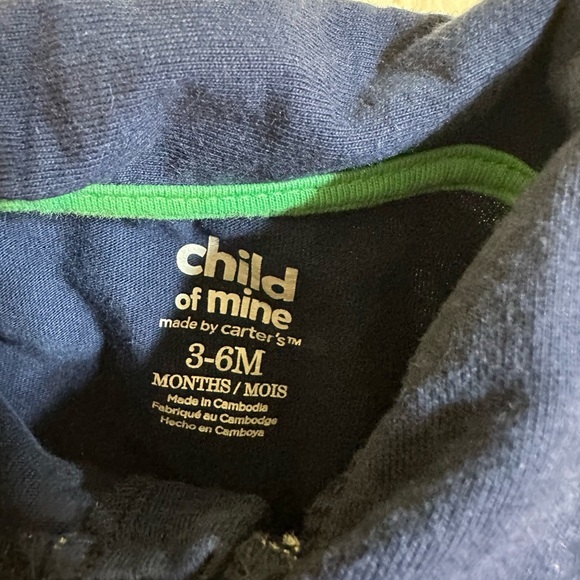 child
of mine
made by carter's™
3-6M
MONTHS / MOIS
Made in Cambodia
Fabriqué au Cambodge
Hecho en Camboya